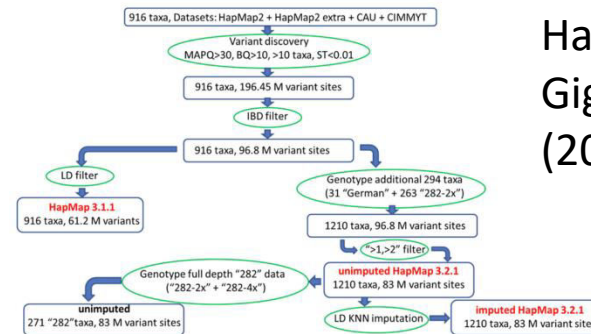 916 taxa, Datasets: HapMap2 + HapMap2 extra + CAU + CIMMYT
Variant discovery
MAPQ>30, BQ>10, >10 taxa, ST<0.01
916 taxa, 196.45 M variant sites
IBD filter
916 taxa, 96.8 M variant sites
LD filter
HapMap 3.1.1
916 taxa, 61.2 M variants
Genotype additional 294 taxa
(31 "German" + 263 "282-2x")
1210 taxa, 96.8 M variant sites
">1,>2" filter
unimputed HapMap 3.2.1
1210 taxa, 83 M variant sites
Genotype full depth "282" data
("282-2x" + "282-4x")
unimputed
271 "282"taxa, 83 M variant sites
LD KNN imputation
imputed HapMap 3.2.1
1210 taxa, 83 M variant sites
Ha
Gig
(20